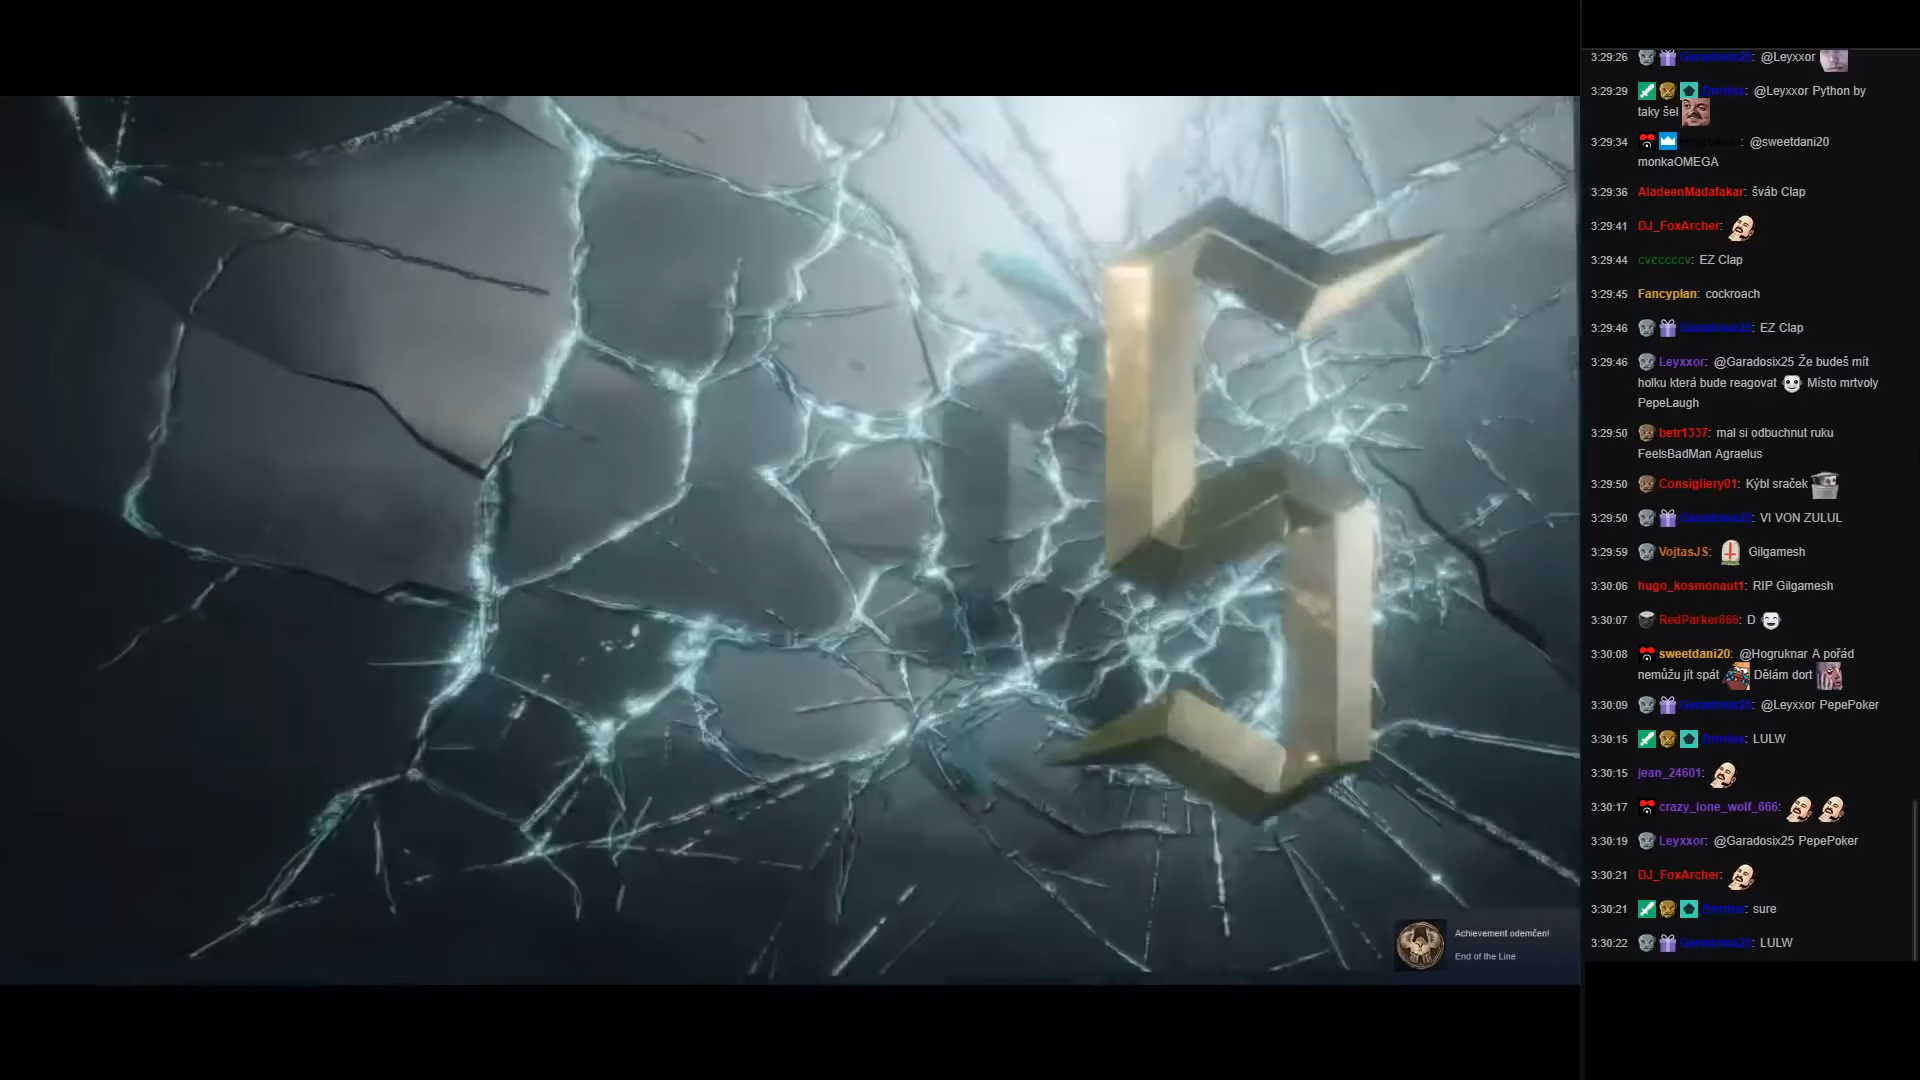 Achievement odemčen!
End of the Line
3:29:26 Garadosix25: @Leyxxor
3:29:29 : @Leyxxor Python by
taky šel
3:29:34 Hogruknar: @sweetdani20
monkaOMEGA
3:29:36 AladeenMadafakar: šváb Clap
3:29:41 DJ_FoxArcher:
3:29:44 cvcccccv: EZ Clap
3:29:45 Fancyplan: cockroach
3:29:46 Garadosix25: EZ Clap
3:29:46 Leyxxor: @Garadosix25 Že budeš mít
holku která bude reagovat Místo mrtvoly
PepeLaugh
3:29:50 betr1337: mal si odbuchnut ruku
FeelsBadMan Agraelus
3:29:50 Consigliery01: Kýbl sraček
3:29:50 Garadosix25: VI VON ZULUL
3:29:59 VojtasJS: Gilgamesh
3:30:06 hugo_kosmonaut1: RIP Gilgamesh
3:30:07 RedParker666: D
3:30:08 sweetdani20: @Hogruknar A pořád
nemůžu jít spát Dělám dort
3:30:09 Garadosix25: @Leyxxor PepePoker
3:30:15 : LULW
3:30:15 jean_24601:
3:30:17 crazy_lone_wolf_666:
3:30:19 Leyxxor: @Garadosix25 PepePoker
3:30:21 DJ_FoxArcher:
3:30:21 : sure
3:30:22 Garadosix25: LULW